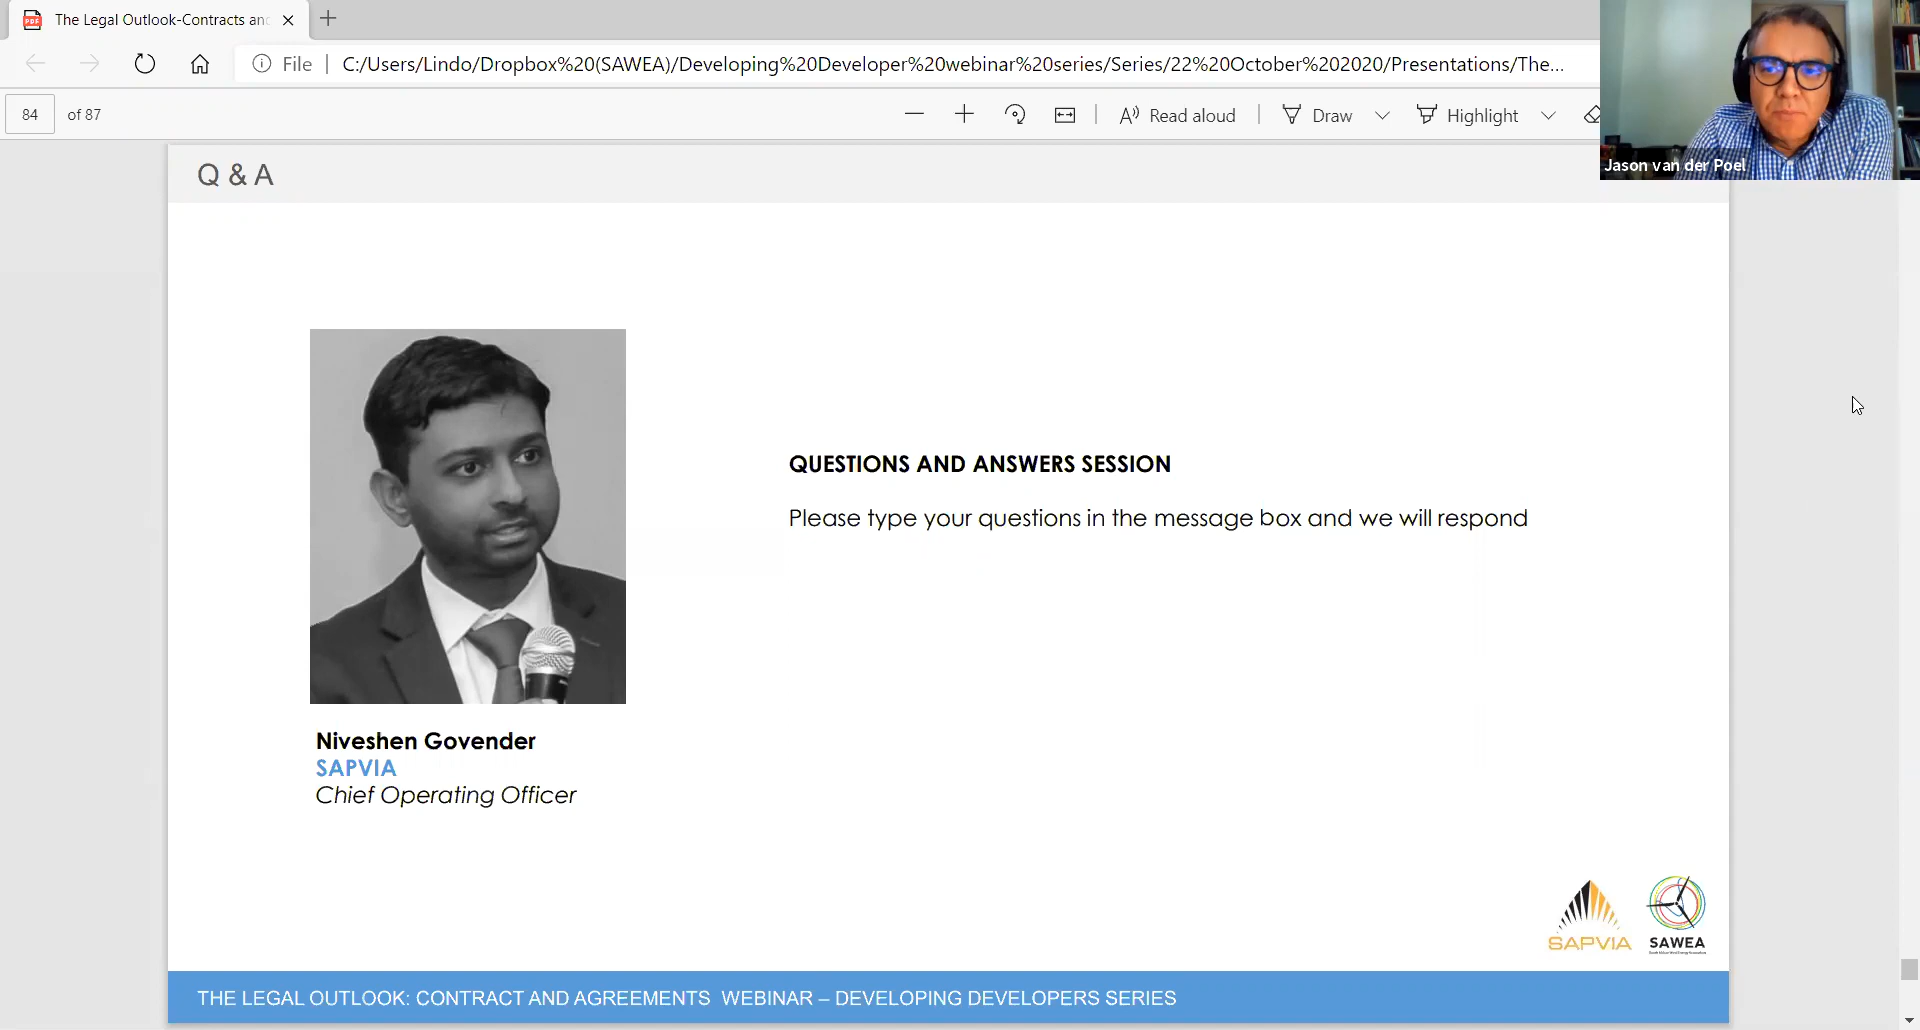 The Legal Outlook-Contracts and
File
C:/Users/Lindo/Dropbox%20(SAWEA)/Developing%20Developer%20webinar%20series/Series/22%20October%202020/Presentations/The...
84 of 87
Read aloud
Draw
Highlight
Jason van der Poel
Q & A
QUESTIONS AND ANSWERS SESSION
Please type your questions in the message box and we will respond
Niveshen Govender
SAPVIA
Chief Operating Officer
SAPVIA
SAWEA
THE LEGAL OUTLOOK: CONTRACT AND AGREEMENTS WEBINAR – DEVELOPING DEVELOPERS SERIES